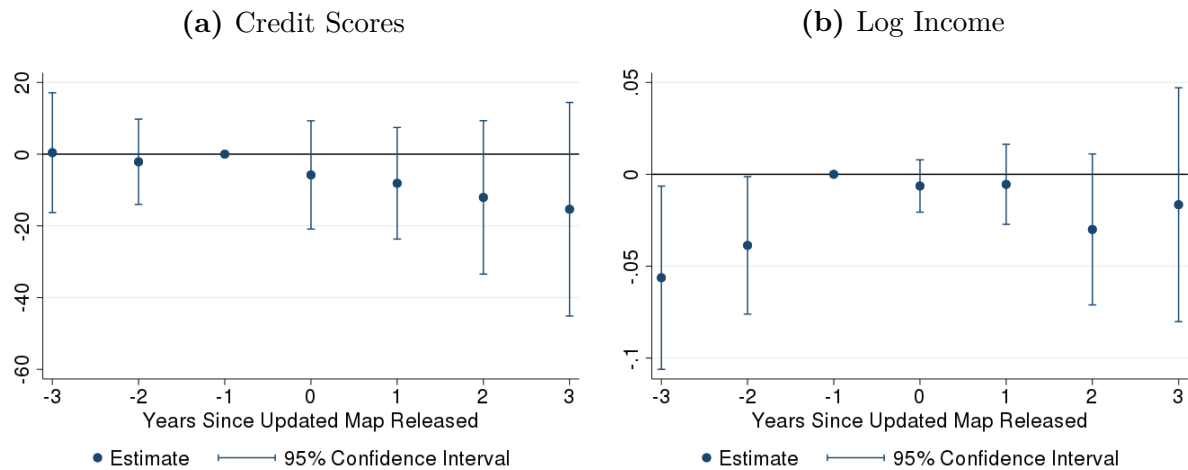 (a) Credit Scores
20
0
-20
-40
-60
-3 -2 -1 0 1 2 3
Years Since Updated Map Released
Estimate 95% Confidence Interval
(b) Log Income
.05
0
-.05
-.1
-3 -2 -1 0 1 2 3
Years Since Updated Map Released
Estimate 95% Confidence Interval